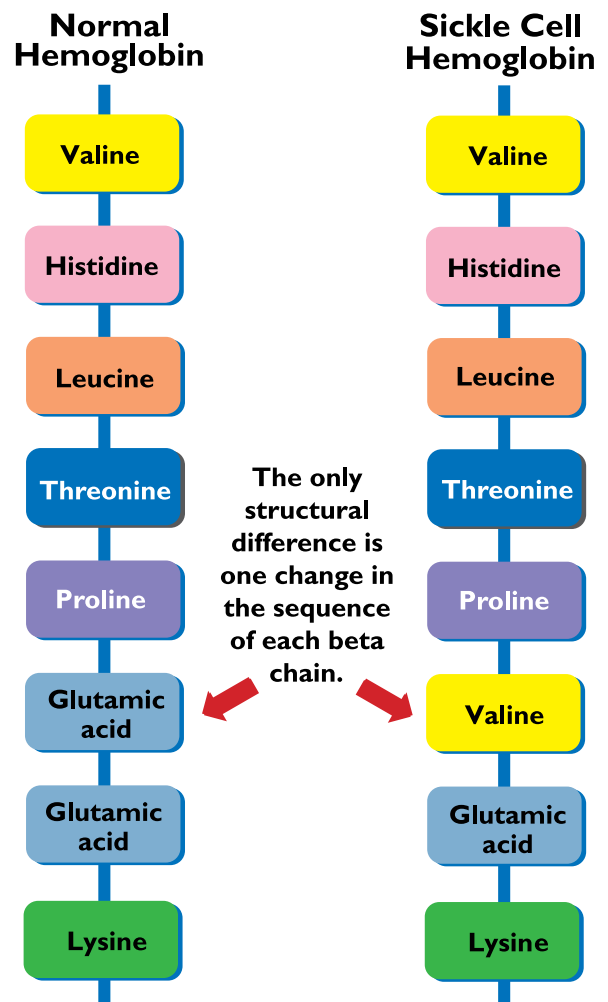 Normal
Hemoglobin
Valine
Histidine
Leucine
Threonine
Proline
Glutamic
acid
Glutamic
acid
Lysine
The only
structural
difference is
one change in
the sequence
of each beta
chain.
Sickle Cell
Hemoglobin
Valine
Histidine
Leucine
Threonine
Proline
Valine
Glutamic
acid
Lysine